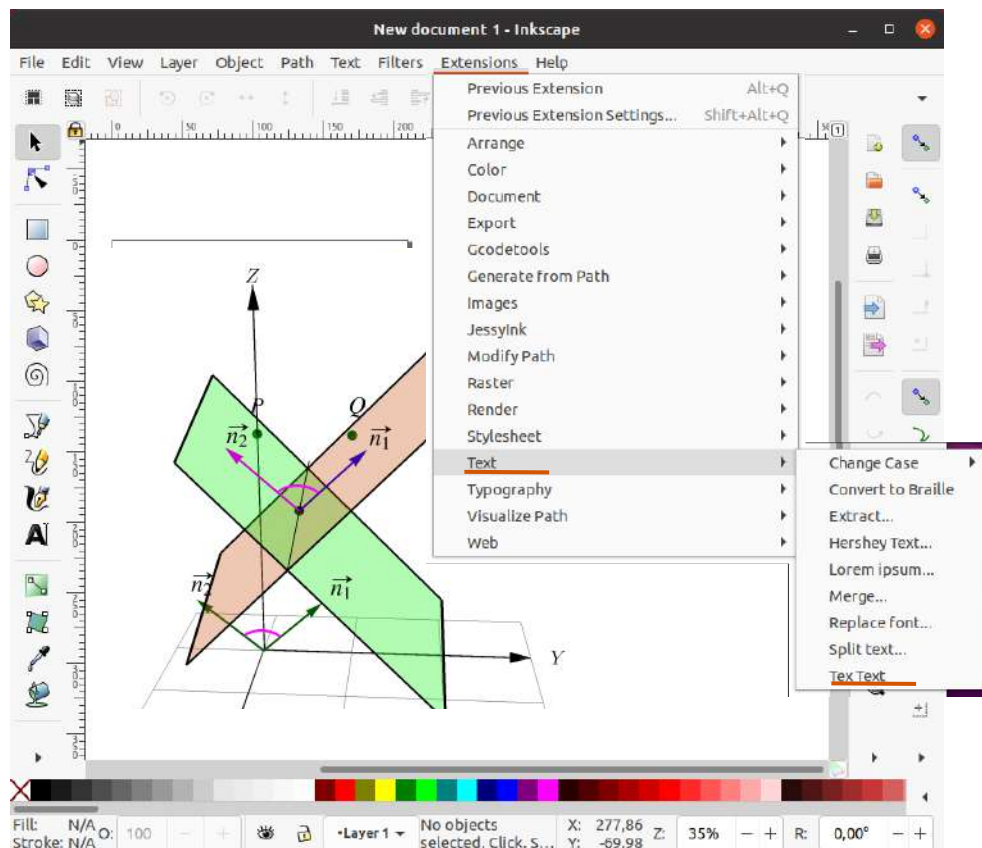 New document 1 - Inkscape
File Edit View Layer Object Path Text Filters Extensions Help
Previous Extension Alt+Q
Previous Extension Settings... Shift+Alt+Q
Arrange
Color
Document
Export
Gcodetools
Generate from Path
Images
JessyInk
Modify Path
Raster
Render
Stylesheet
Text
Typography
Visualize Path
Web
Change Case
Convert to Braille
Extract...
Hershey Text...
Lorem ipsum...
Merge...
Replace font...
Split text...
Tex Text
0 50 100 150 200
1
Z
P Q
n₂ n₁
n₂ n₁
Y
Fill: N/A
Stroke: N/A
O: 100
•Layer 1
No objects
selected. Click, S...
X: 277,86
Y: -69,98
Z: 35%
R: 0,00°